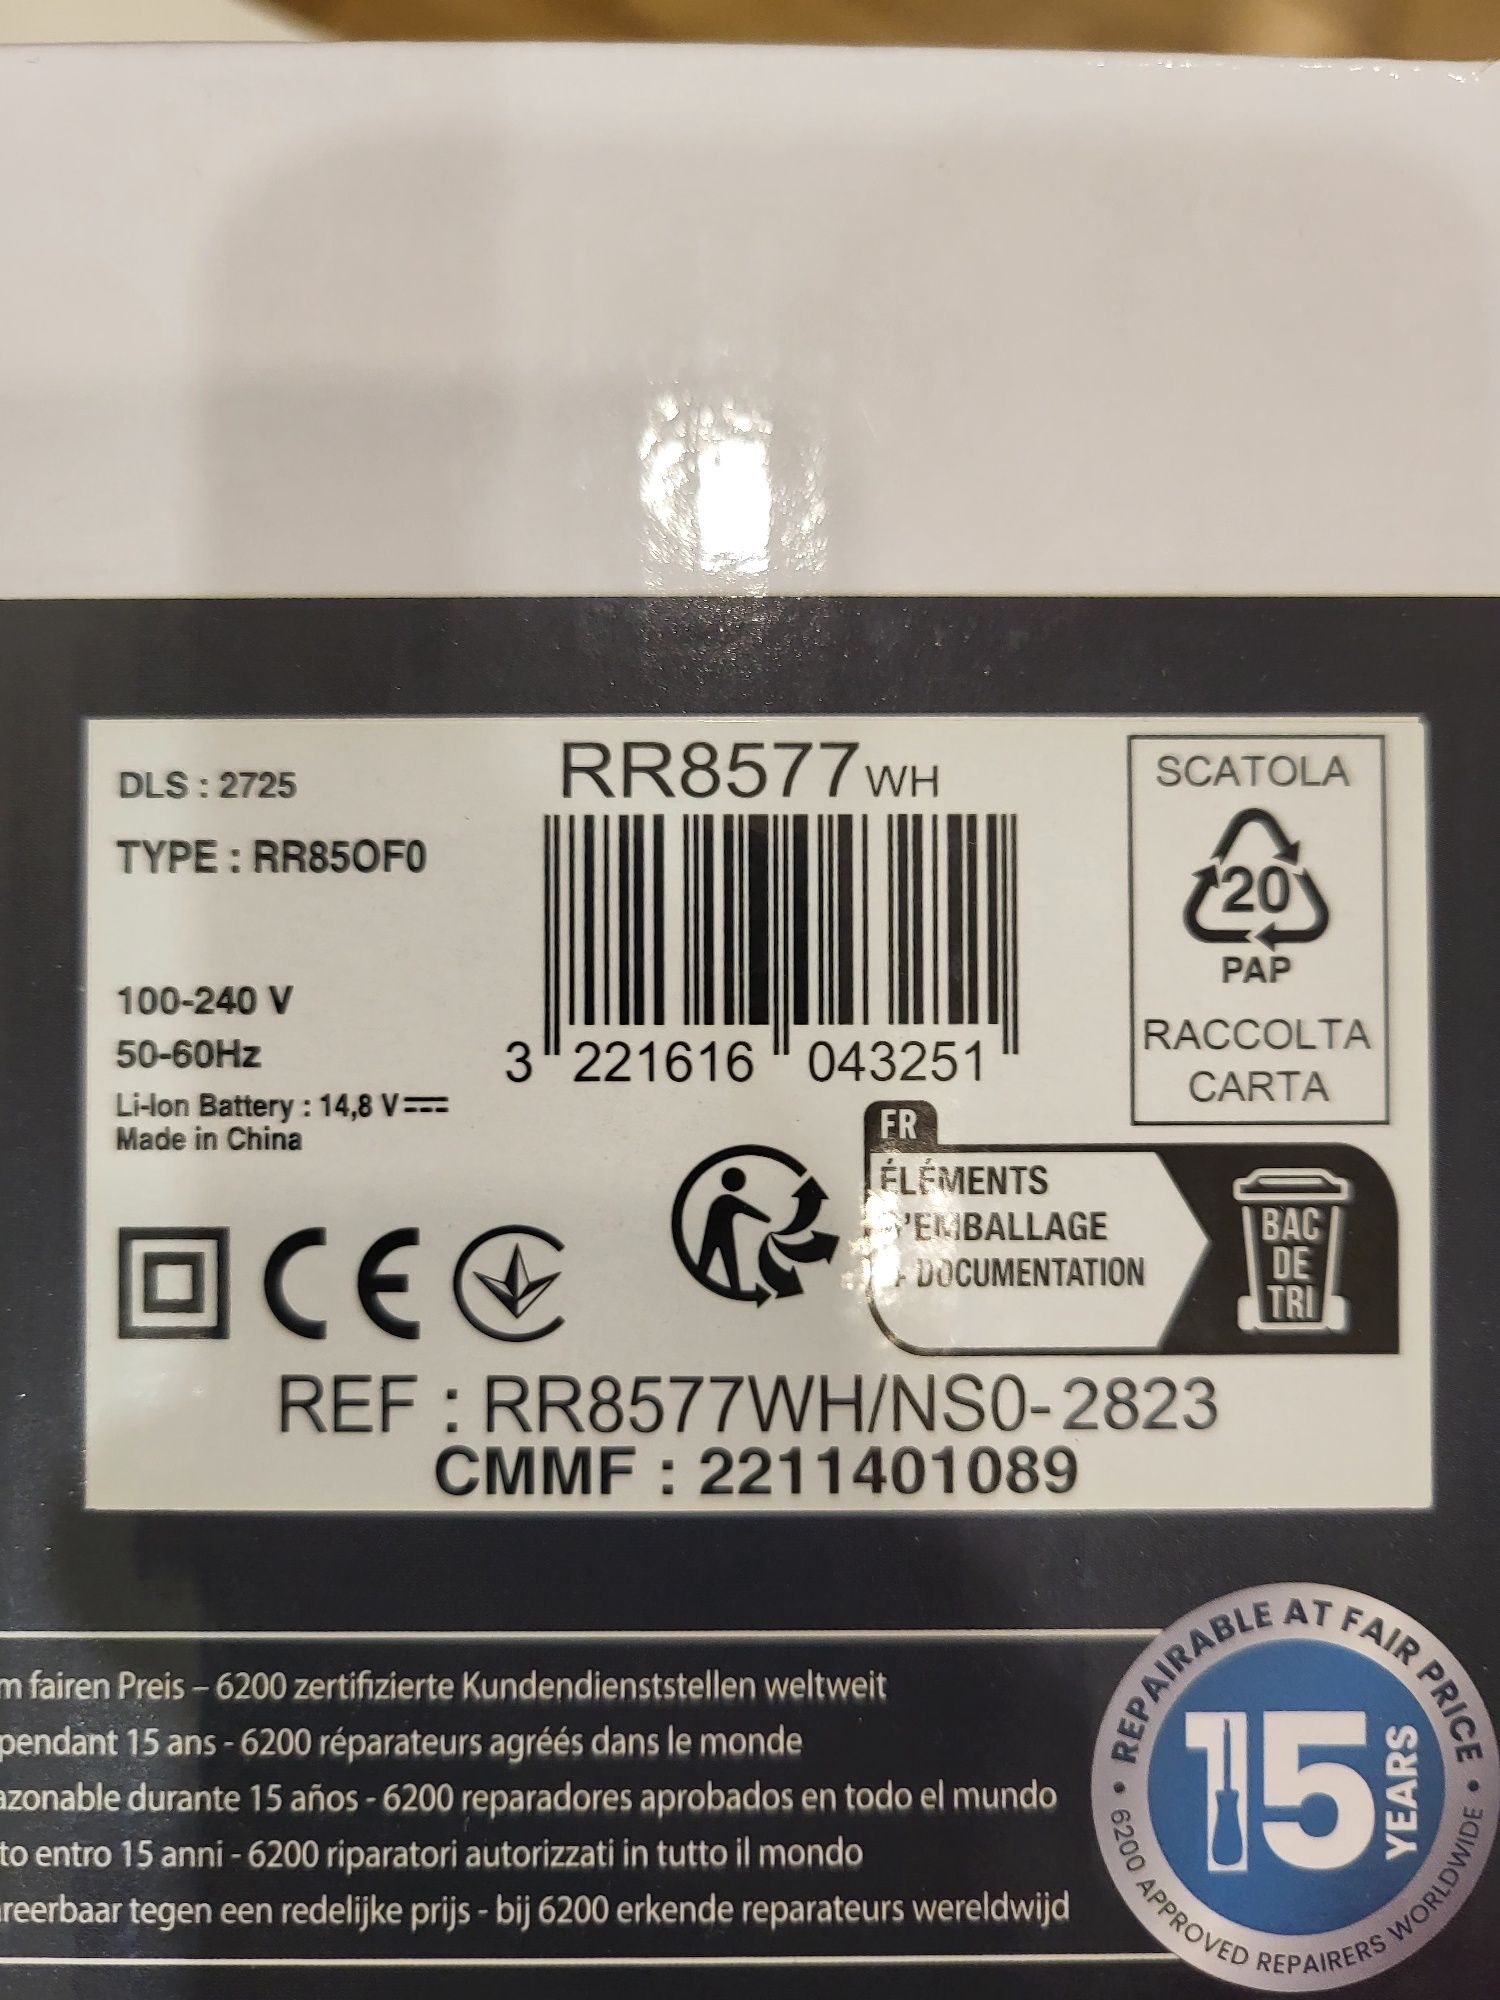 DLS : 2725
TYPE : RR85OF0
100-240 V
50-60Hz
Li-Ion Battery : 14,8 V
Made in China
RR8577WH
3 221616 043251
SCATOLA
20
PAP
RACCOLTA
CARTA
FR
ÉLÉMENTS
D'EMBALLAGE
+ DOCUMENTATION
BAC
DE
TRI
CE
REF : RR8577WH/NS0-2823
CMMF : 2211401089
m fairen Preis – 6200 zertifizierte Kundendienststellen weltweit
pendant 15 ans - 6200 réparateurs agréés dans le monde
azonable durante 15 años - 6200 reparadores aprobados en todo el mundo
to entro 15 anni - 6200 riparatori autorizzati in tutto il mondo
reerbaar tegen een redelijke prijs - bij 6200 erkende reparateurs wereldwijd
REPAIRABLE AT FAIR PRICE
15 YEARS
6200 APPROVED REPAIRERS WORLDWIDE